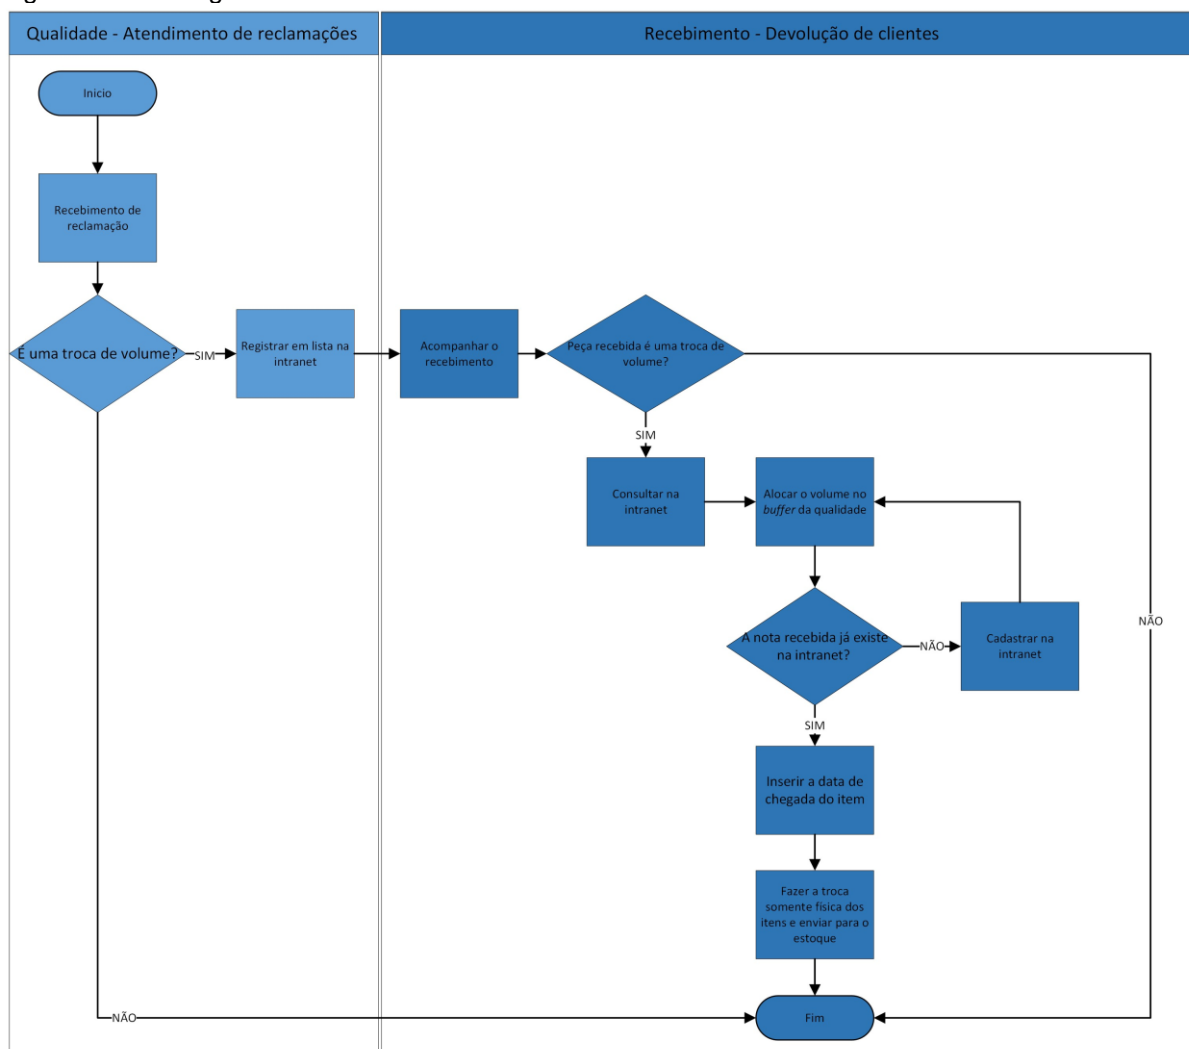 Qualidade - Atendimento de reclamações
Recebimento - Devolução de clientes
Inicio
Recebimento de
reclamação
É uma troca de volume?
SIM
Registrar em lista na
intranet
Acompanhar o
recebimento
Peça recebida é uma troca de
volume?
SIM
Consultar na
intranet
Alocar o volume no
buffer da qualidade
A nota recebida já existe
na intranet?
NÃO
Cadastrar na
intranet
NÃO
SIM
Inserir a data de
chegada do item
Fazer a troca
somente física dos
itens e enviar para o
estoque
NÃO
Fim